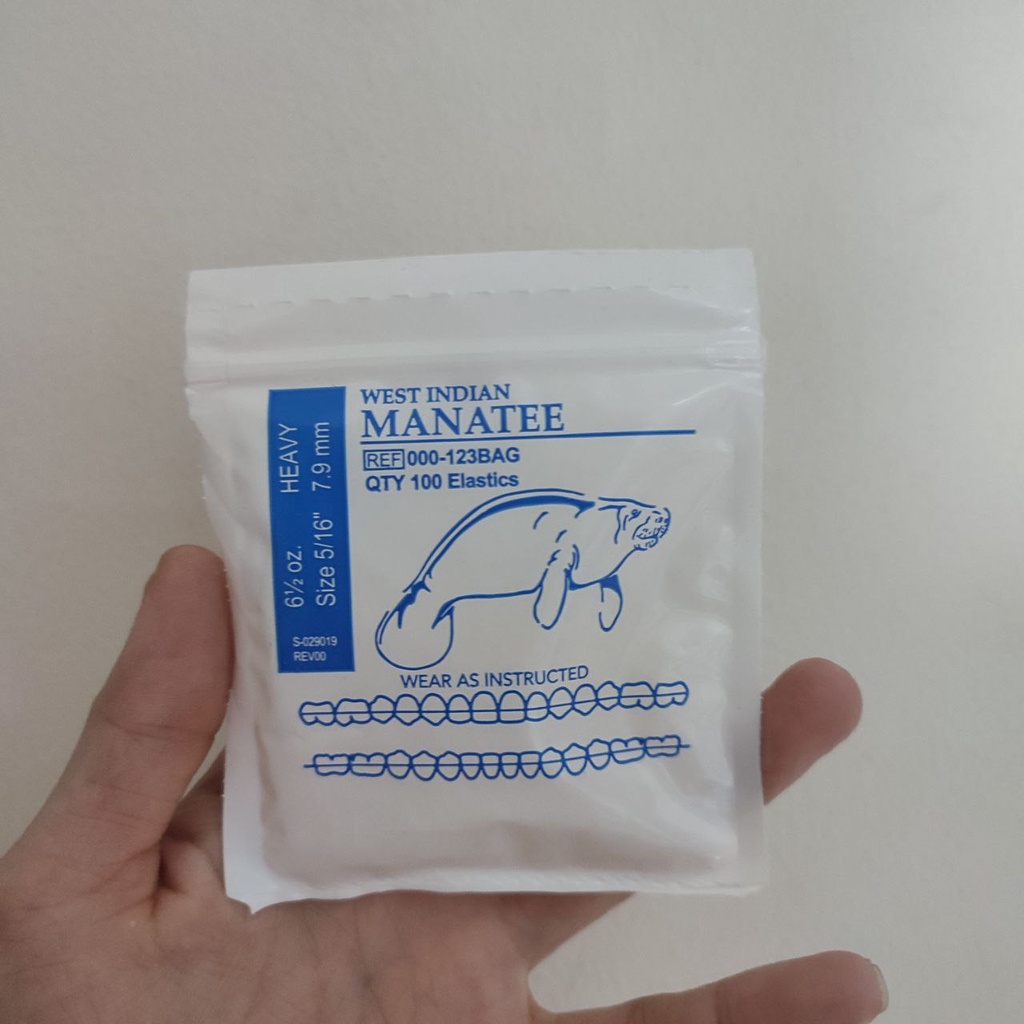 WEST INDIAN
MANATEE
REF 000-123BAG
QTY 100 Elastics
6½ oz. HEAVY
Size 5/16" 7.9 mm
S-029019
REV00
WEAR AS INSTRUCTED